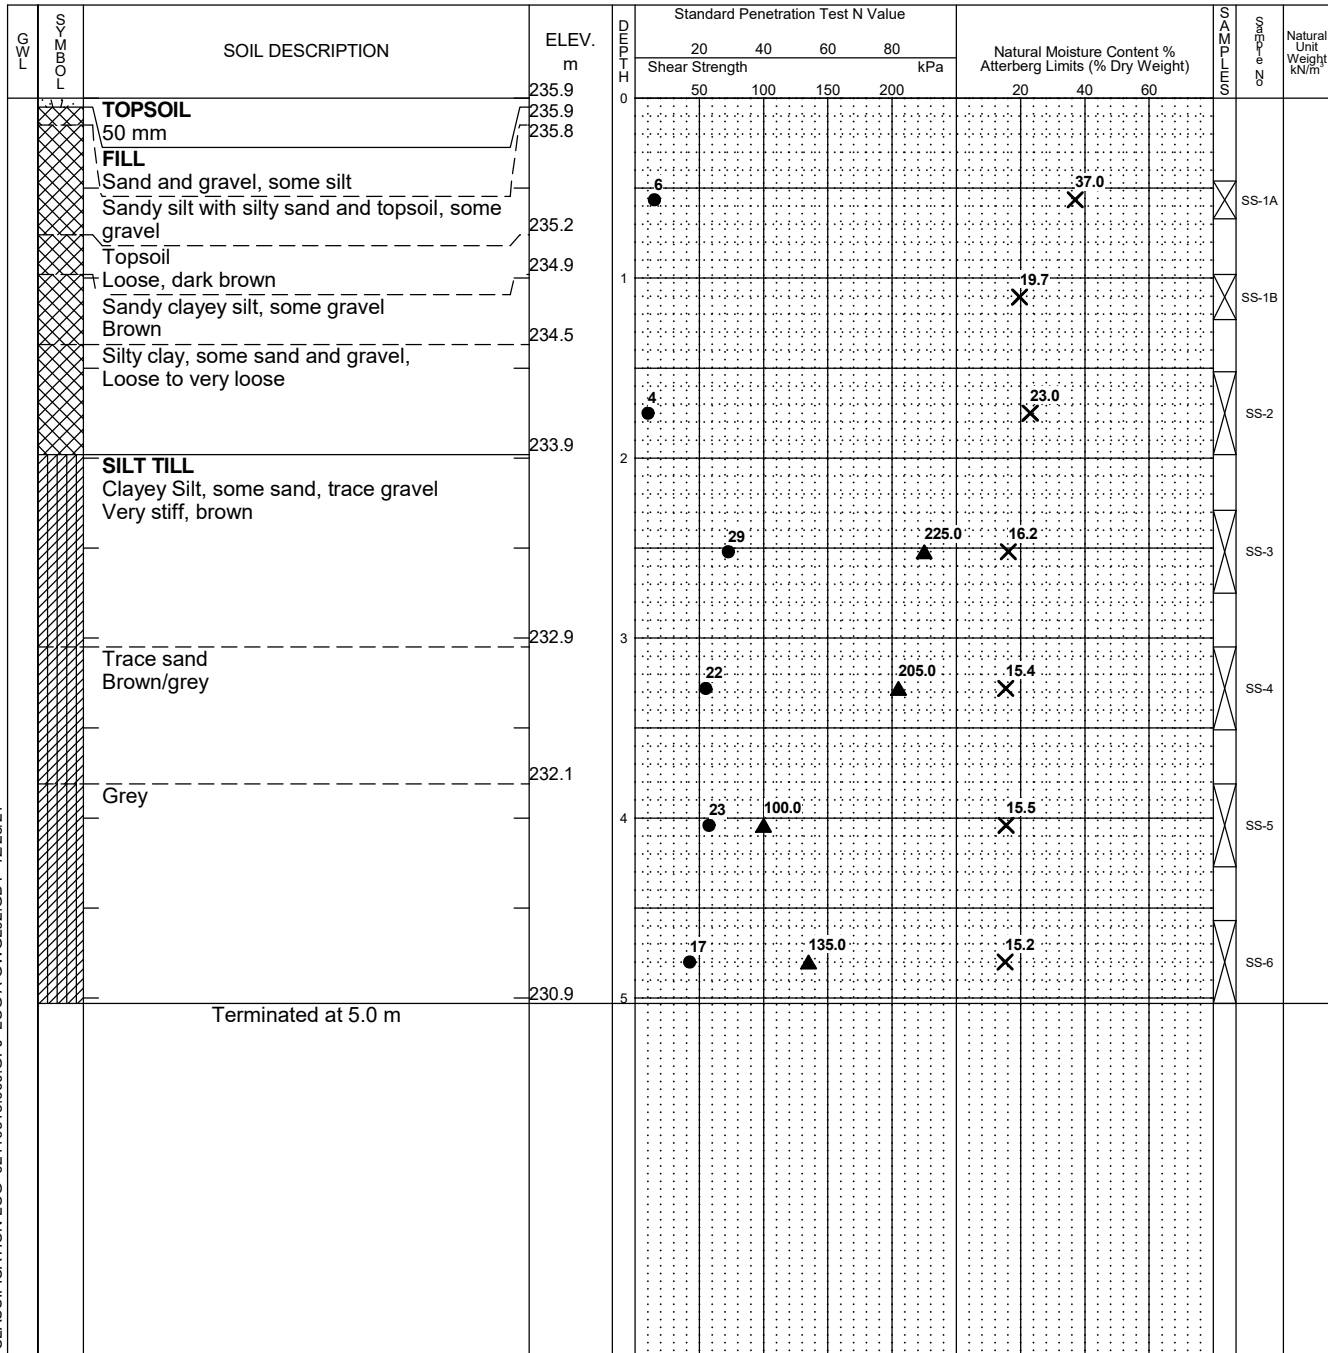 GWL
SYMBOL
SOIL DESCRIPTION
ELEV.
m
DEPTH
Standard Penetration Test N Value
20 40 60 80
Shear Strength kPa
50 100 150 200
Natural Moisture Content %
Atterberg Limits (% Dry Weight)
20 40 60
SAMPLES
Sample No
Natural
Unit
Weight
kN/m³
235.9
0
TOPSOIL
235.9
50 mm
235.8
FILL
Sand and gravel, some silt
6
37.0
SS-1A
Sandy silt with silty sand and topsoil, some
gravel
235.2
Topsoil
234.9
Loose, dark brown
1
19.7
SS-1B
Sandy clayey silt, some gravel
Brown
234.5
Silty clay, some sand and gravel,
Loose to very loose
4
23.0
SS-2
233.9
2
SILT TILL
Clayey Silt, some sand, trace gravel
Very stiff, brown
29
225.0
16.2
SS-3
232.9
3
Trace sand
Brown/grey
22
205.0
15.4
SS-4
232.1
Grey
4
23
100.0
15.5
SS-5
17
135.0
15.2
SS-6
230.9
5
Terminated at 5.0 m